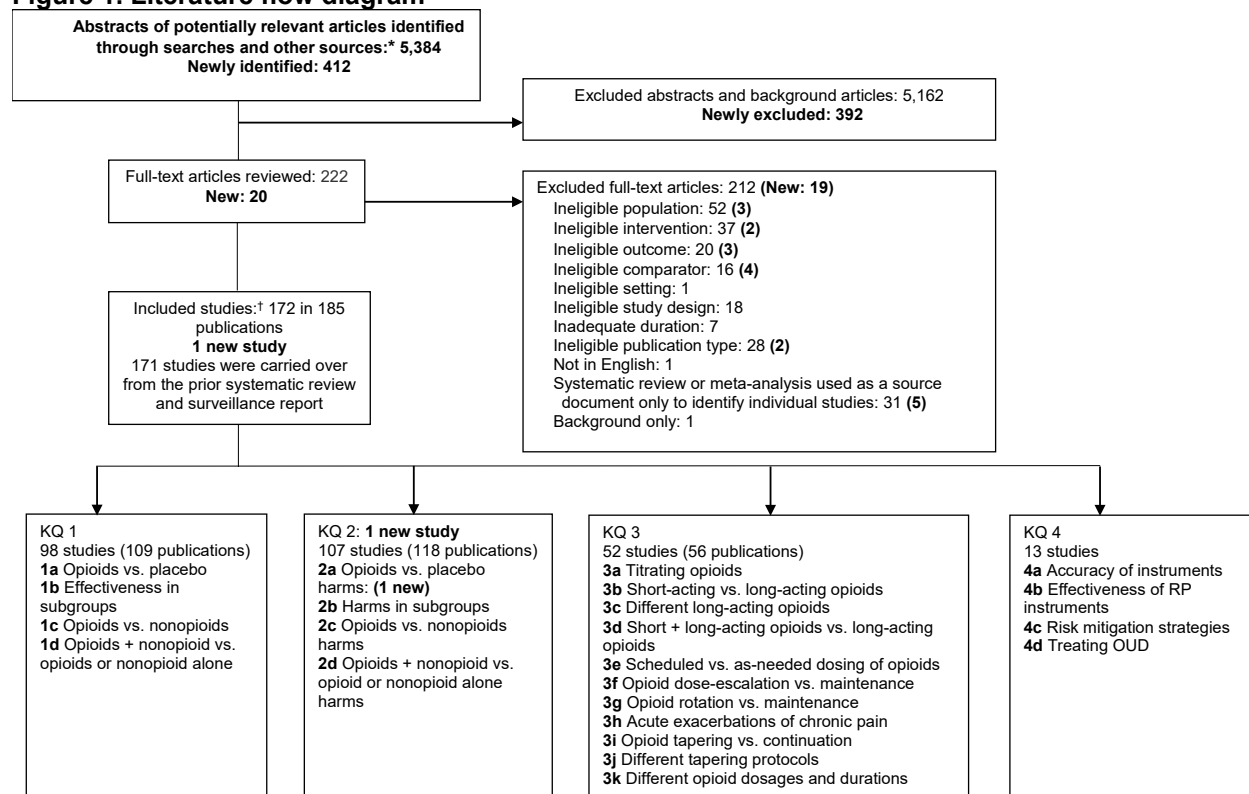 Figure 1. Literature flow diagram
Abstracts of potentially relevant articles identified
through searches and other sources:* 5,384
Newly identified: 412
Excluded abstracts and background articles: 5,162
Newly excluded: 392
Full-text articles reviewed: 222
New: 20
Excluded full-text articles: 212 (New: 19)
Ineligible population: 52 (3)
Ineligible intervention: 37 (2)
Ineligible outcome: 20 (3)
Ineligible comparator: 16 (4)
Ineligible setting: 1
Ineligible study design: 18
Inadequate duration: 7
Ineligible publication type: 28 (2)
Not in English: 1
Systematic review or meta-analysis used as a source
document only to identify individual studies: 31 (5)
Background only: 1
Included studies:† 172 in 185
publications
1 new study
171 studies were carried over
from the prior systematic review
and surveillance report
KQ 1
98 studies (109 publications)
1a Opioids vs. placebo
1b Effectiveness in
subgroups
1c Opioids vs. nonopioids
1d Opioids + nonopioid vs.
opioids or nonopioid alone
KQ 2: 1 new study
107 studies (118 publications)
2a Opioids vs. placebo
harms: (1 new)
2b Harms in subgroups
2c Opioids vs. nonopioids
harms
2d Opioids + nonopioid vs.
opioid or nonopioid alone
harms
KQ 3
52 studies (56 publications)
3a Titrating opioids
3b Short-acting vs. long-acting opioids
3c Different long-acting opioids
3d Short + long-acting opioids vs. long-acting
opioids
3e Scheduled vs. as-needed dosing of opioids
3f Opioid dose-escalation vs. maintenance
3g Opioid rotation vs. maintenance
3h Acute exacerbations of chronic pain
3i Opioid tapering vs. continuation
3j Different tapering protocols
3k Different opioid dosages and durations
KQ 4
13 studies
4a Accuracy of instruments
4b Effectiveness of RP
instruments
4c Risk mitigation strategies
4d Treating OUD